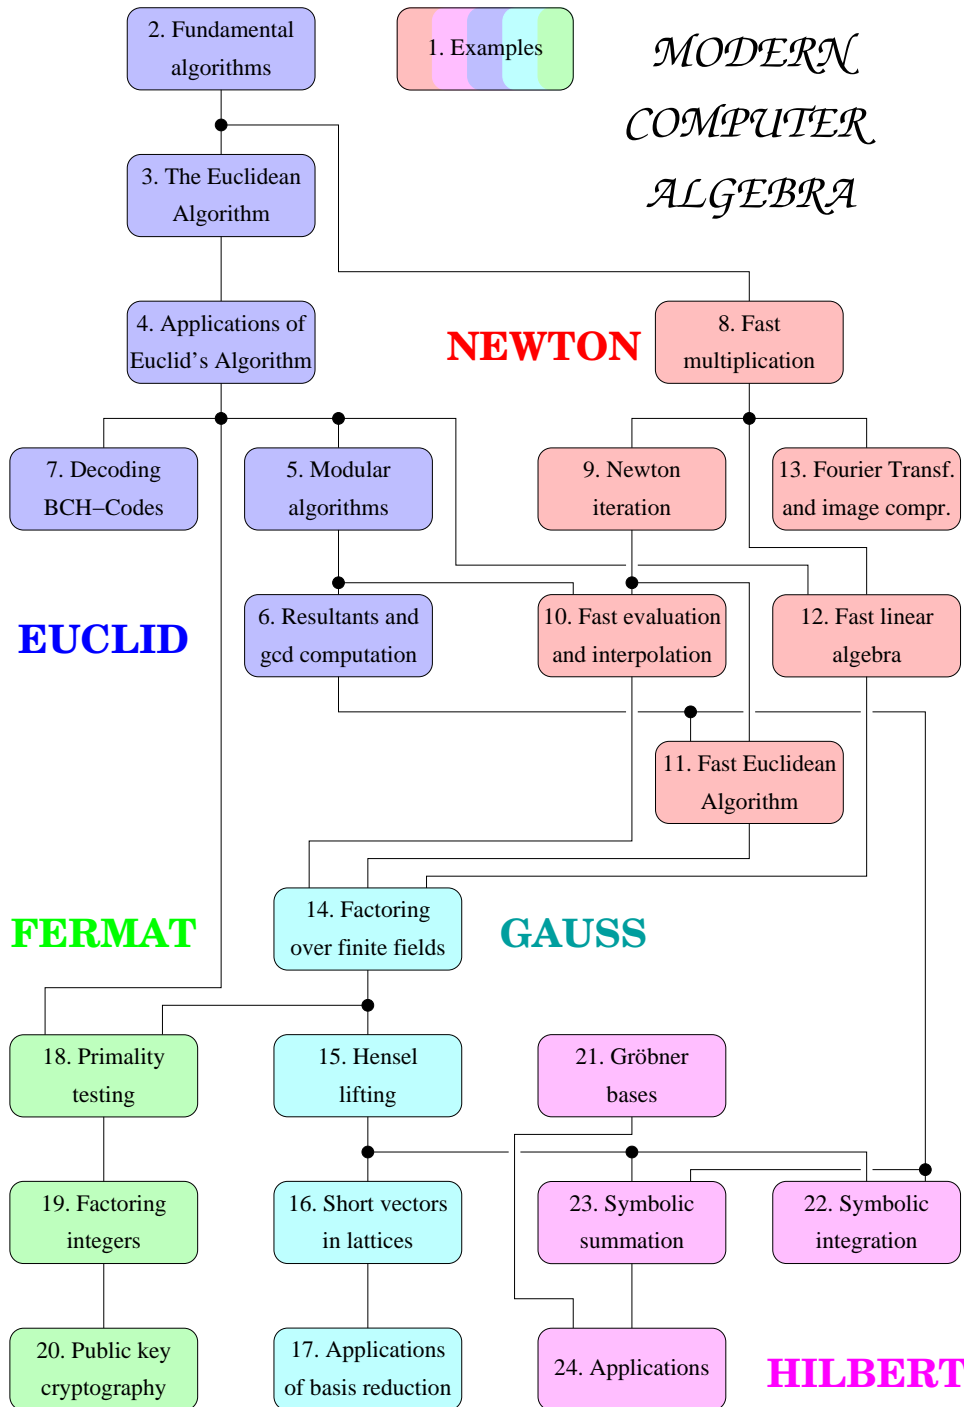 2. Fundamental
algorithms
1. Examples
MODERN
COMPUTER
ALGEBRA
3. The Euclidean
Algorithm
4. Applications of
Euclid's Algorithm
NEWTON
8. Fast
multiplication
7. Decoding
BCH−Codes
5. Modular
algorithms
9. Newton
iteration
13. Fourier Transf.
and image compr.
EUCLID
6. Resultants and
gcd computation
10. Fast evaluation
and interpolation
12. Fast linear
algebra
11. Fast Euclidean
Algorithm
FERMAT
14. Factoring
over finite fields
GAUSS
18. Primality
testing
15. Hensel
lifting
21. Gröbner
bases
19. Factoring
integers
16. Short vectors
in lattices
23. Symbolic
summation
22. Symbolic
integration
20. Public key
cryptography
17. Applications
of basis reduction
24. Applications
HILBERT